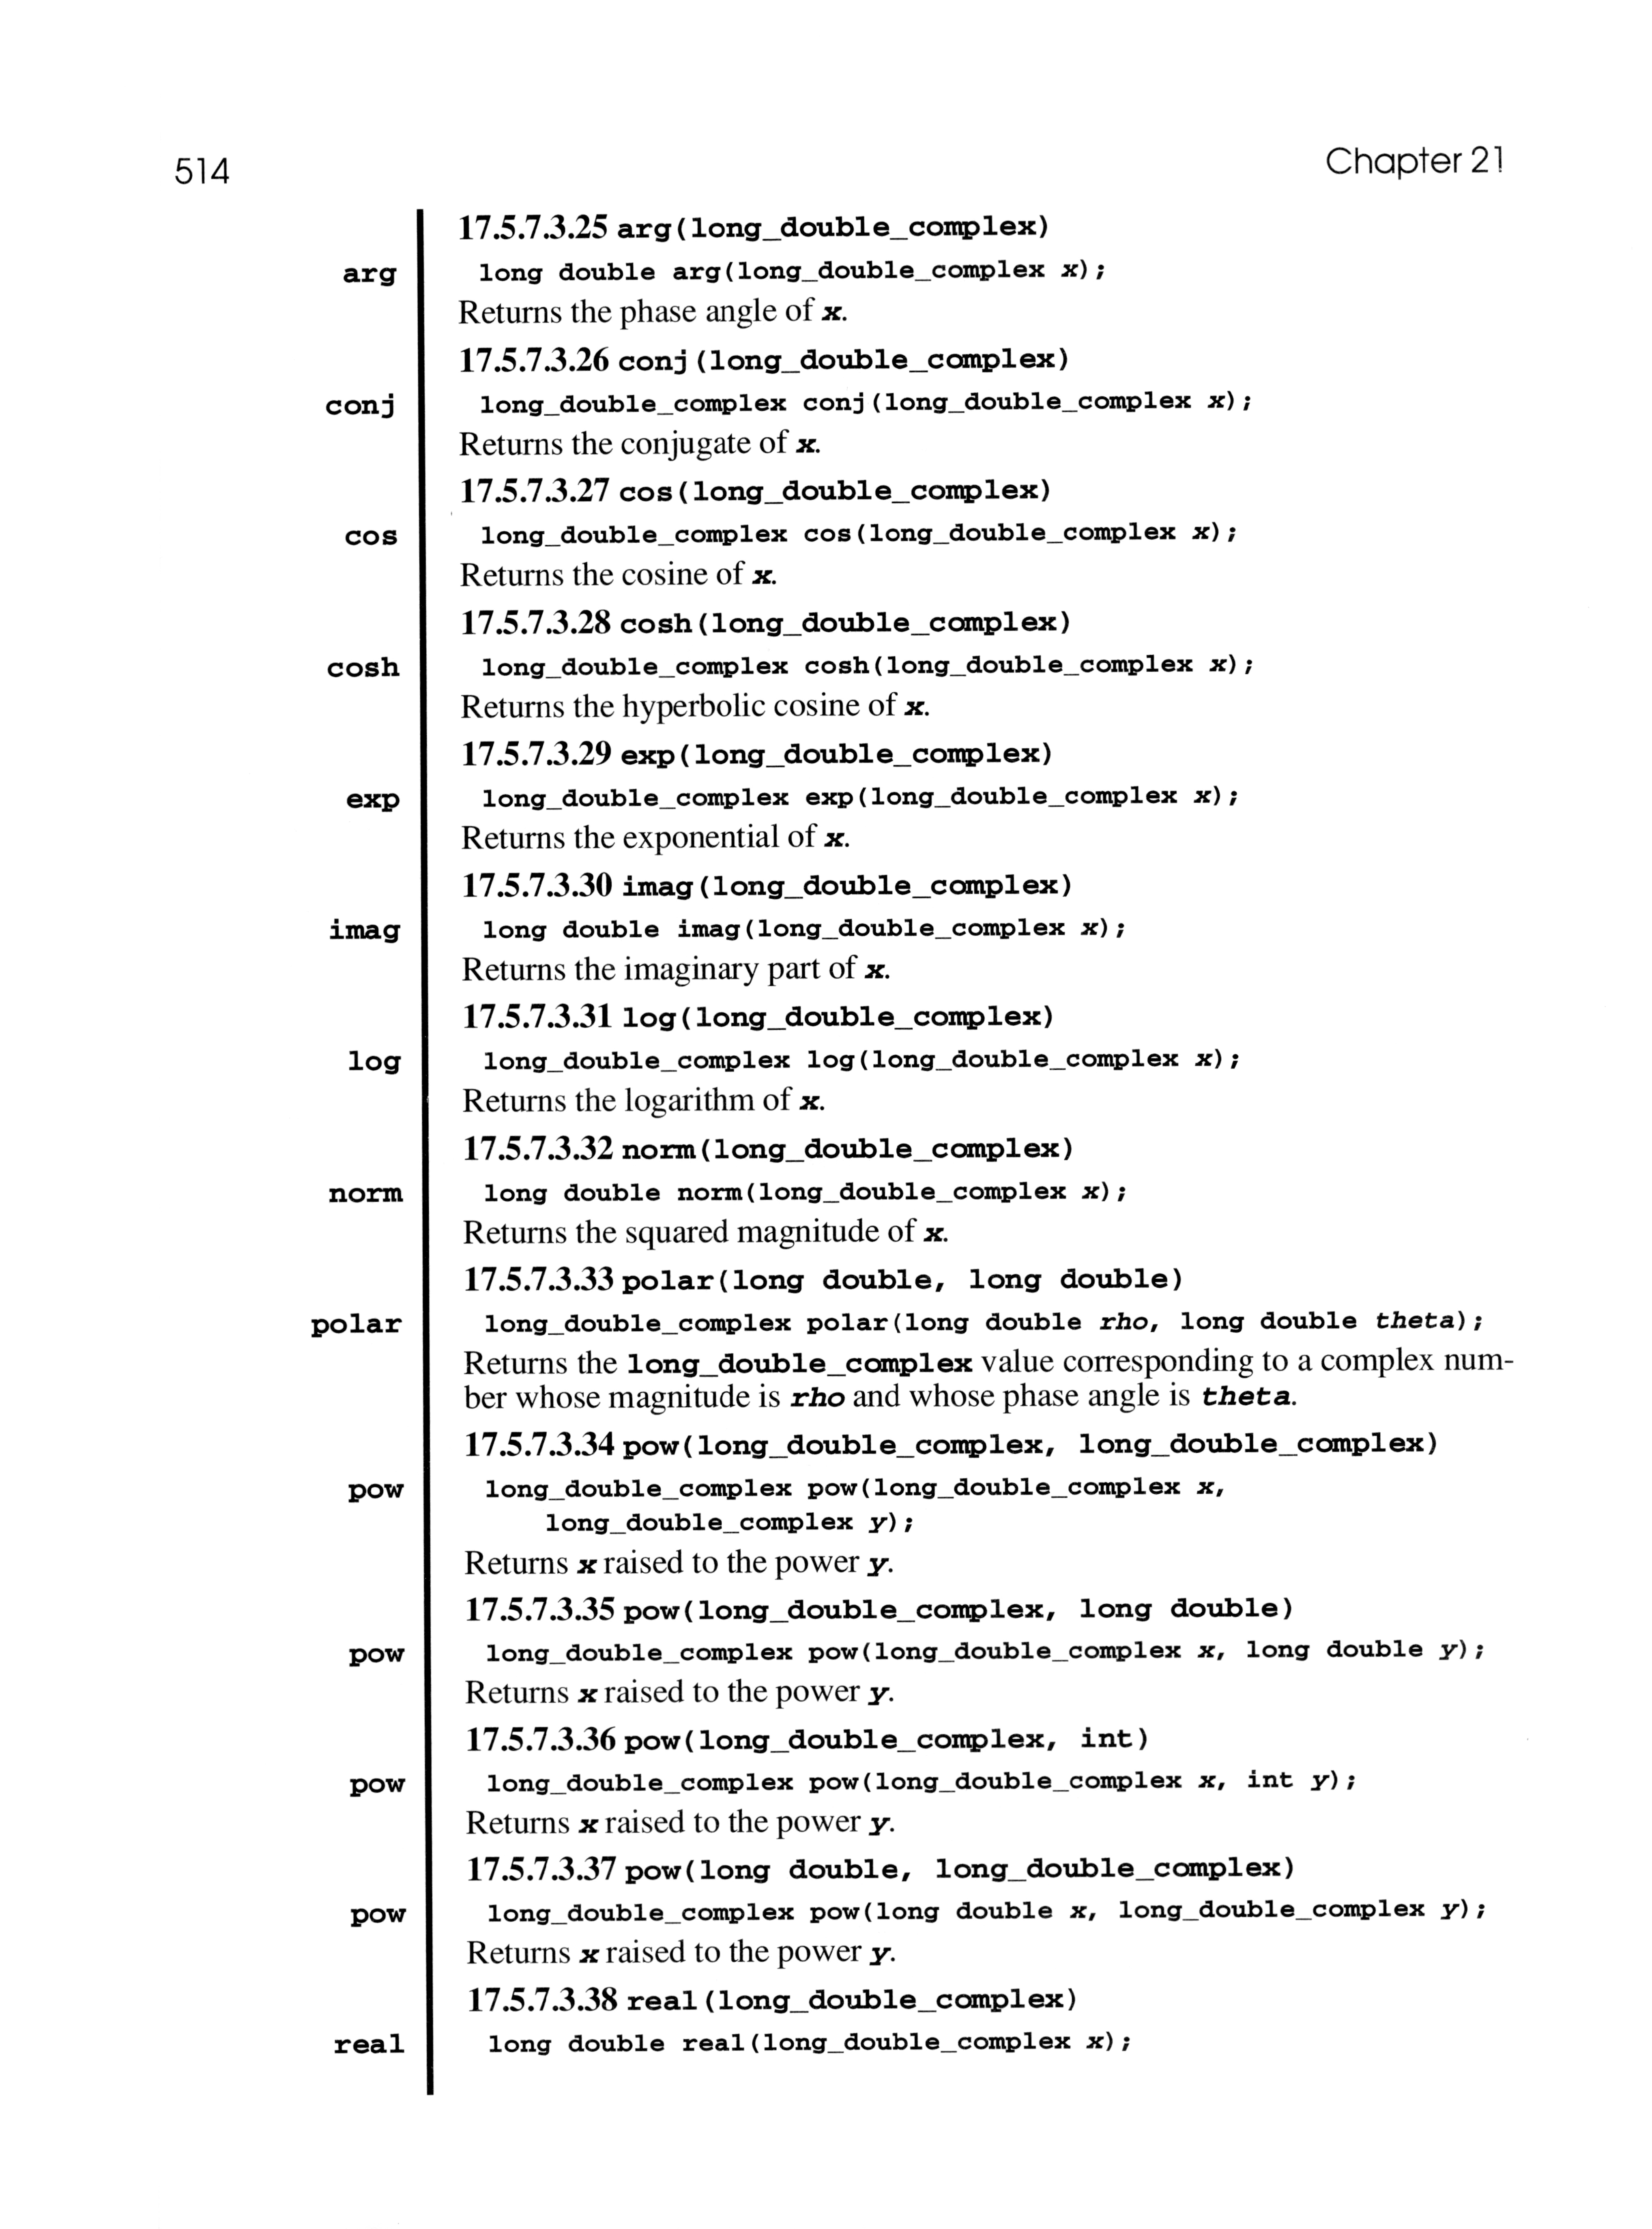 514
Chapter 21
17.5.7.3.25 arg(long_double_complex)
arg
long double arg(long_double_complex x);
Returns the phase angle of x.
17.5.7.3.26 conj(long_double_complex)
conj
long_double_complex conj(long_double_complex x);
Returns the conjugate of x.
17.5.7.3.27 cos(long_double_complex)
cos
long_double_complex cos(long_double_complex x);
Returns the cosine of x.
17.5.7.3.28 cosh(long_double_complex)
cosh
long_double_complex cosh(long_double_complex x);
Returns the hyperbolic cosine of x.
17.5.7.3.29 exp(long_double_complex)
exp
long_double_complex exp(long_double_complex x);
Returns the exponential of x.
17.5.7.3.30 imag(long_double_complex)
imag
long double imag(long_double_complex x);
Returns the imaginary part of x.
17.5.7.3.31 log(long_double_complex)
log
long_double_complex log(long_double_complex x);
Returns the logarithm of x.
17.5.7.3.32 norm(long_double_complex)
norm
long double norm(long_double_complex x);
Returns the squared magnitude of x.
17.5.7.3.33 polar(long double, long double)
polar
long_double_complex polar(long double rho, long double theta);
Returns the long_double_complex value corresponding to a complex num-
ber whose magnitude is rho and whose phase angle is theta.
17.5.7.3.34 pow(long_double_complex, long_double_complex)
pow
long_double_complex pow(long_double_complex x,
long_double_complex y);
Returns x raised to the power y.
17.5.7.3.35 pow(long_double_complex, long double)
pow
long_double_complex pow(long_double_complex x, long double y);
Returns x raised to the power y.
17.5.7.3.36 pow(long_double_complex, int)
pow
long_double_complex pow(long_double_complex x, int y);
Returns x raised to the power y.
17.5.7.3.37 pow(long double, long_double_complex)
pow
long_double_complex pow(long double x, long_double_complex y);
Returns x raised to the power y.
17.5.7.3.38 real(long_double_complex)
real
long double real(long_double_complex x);